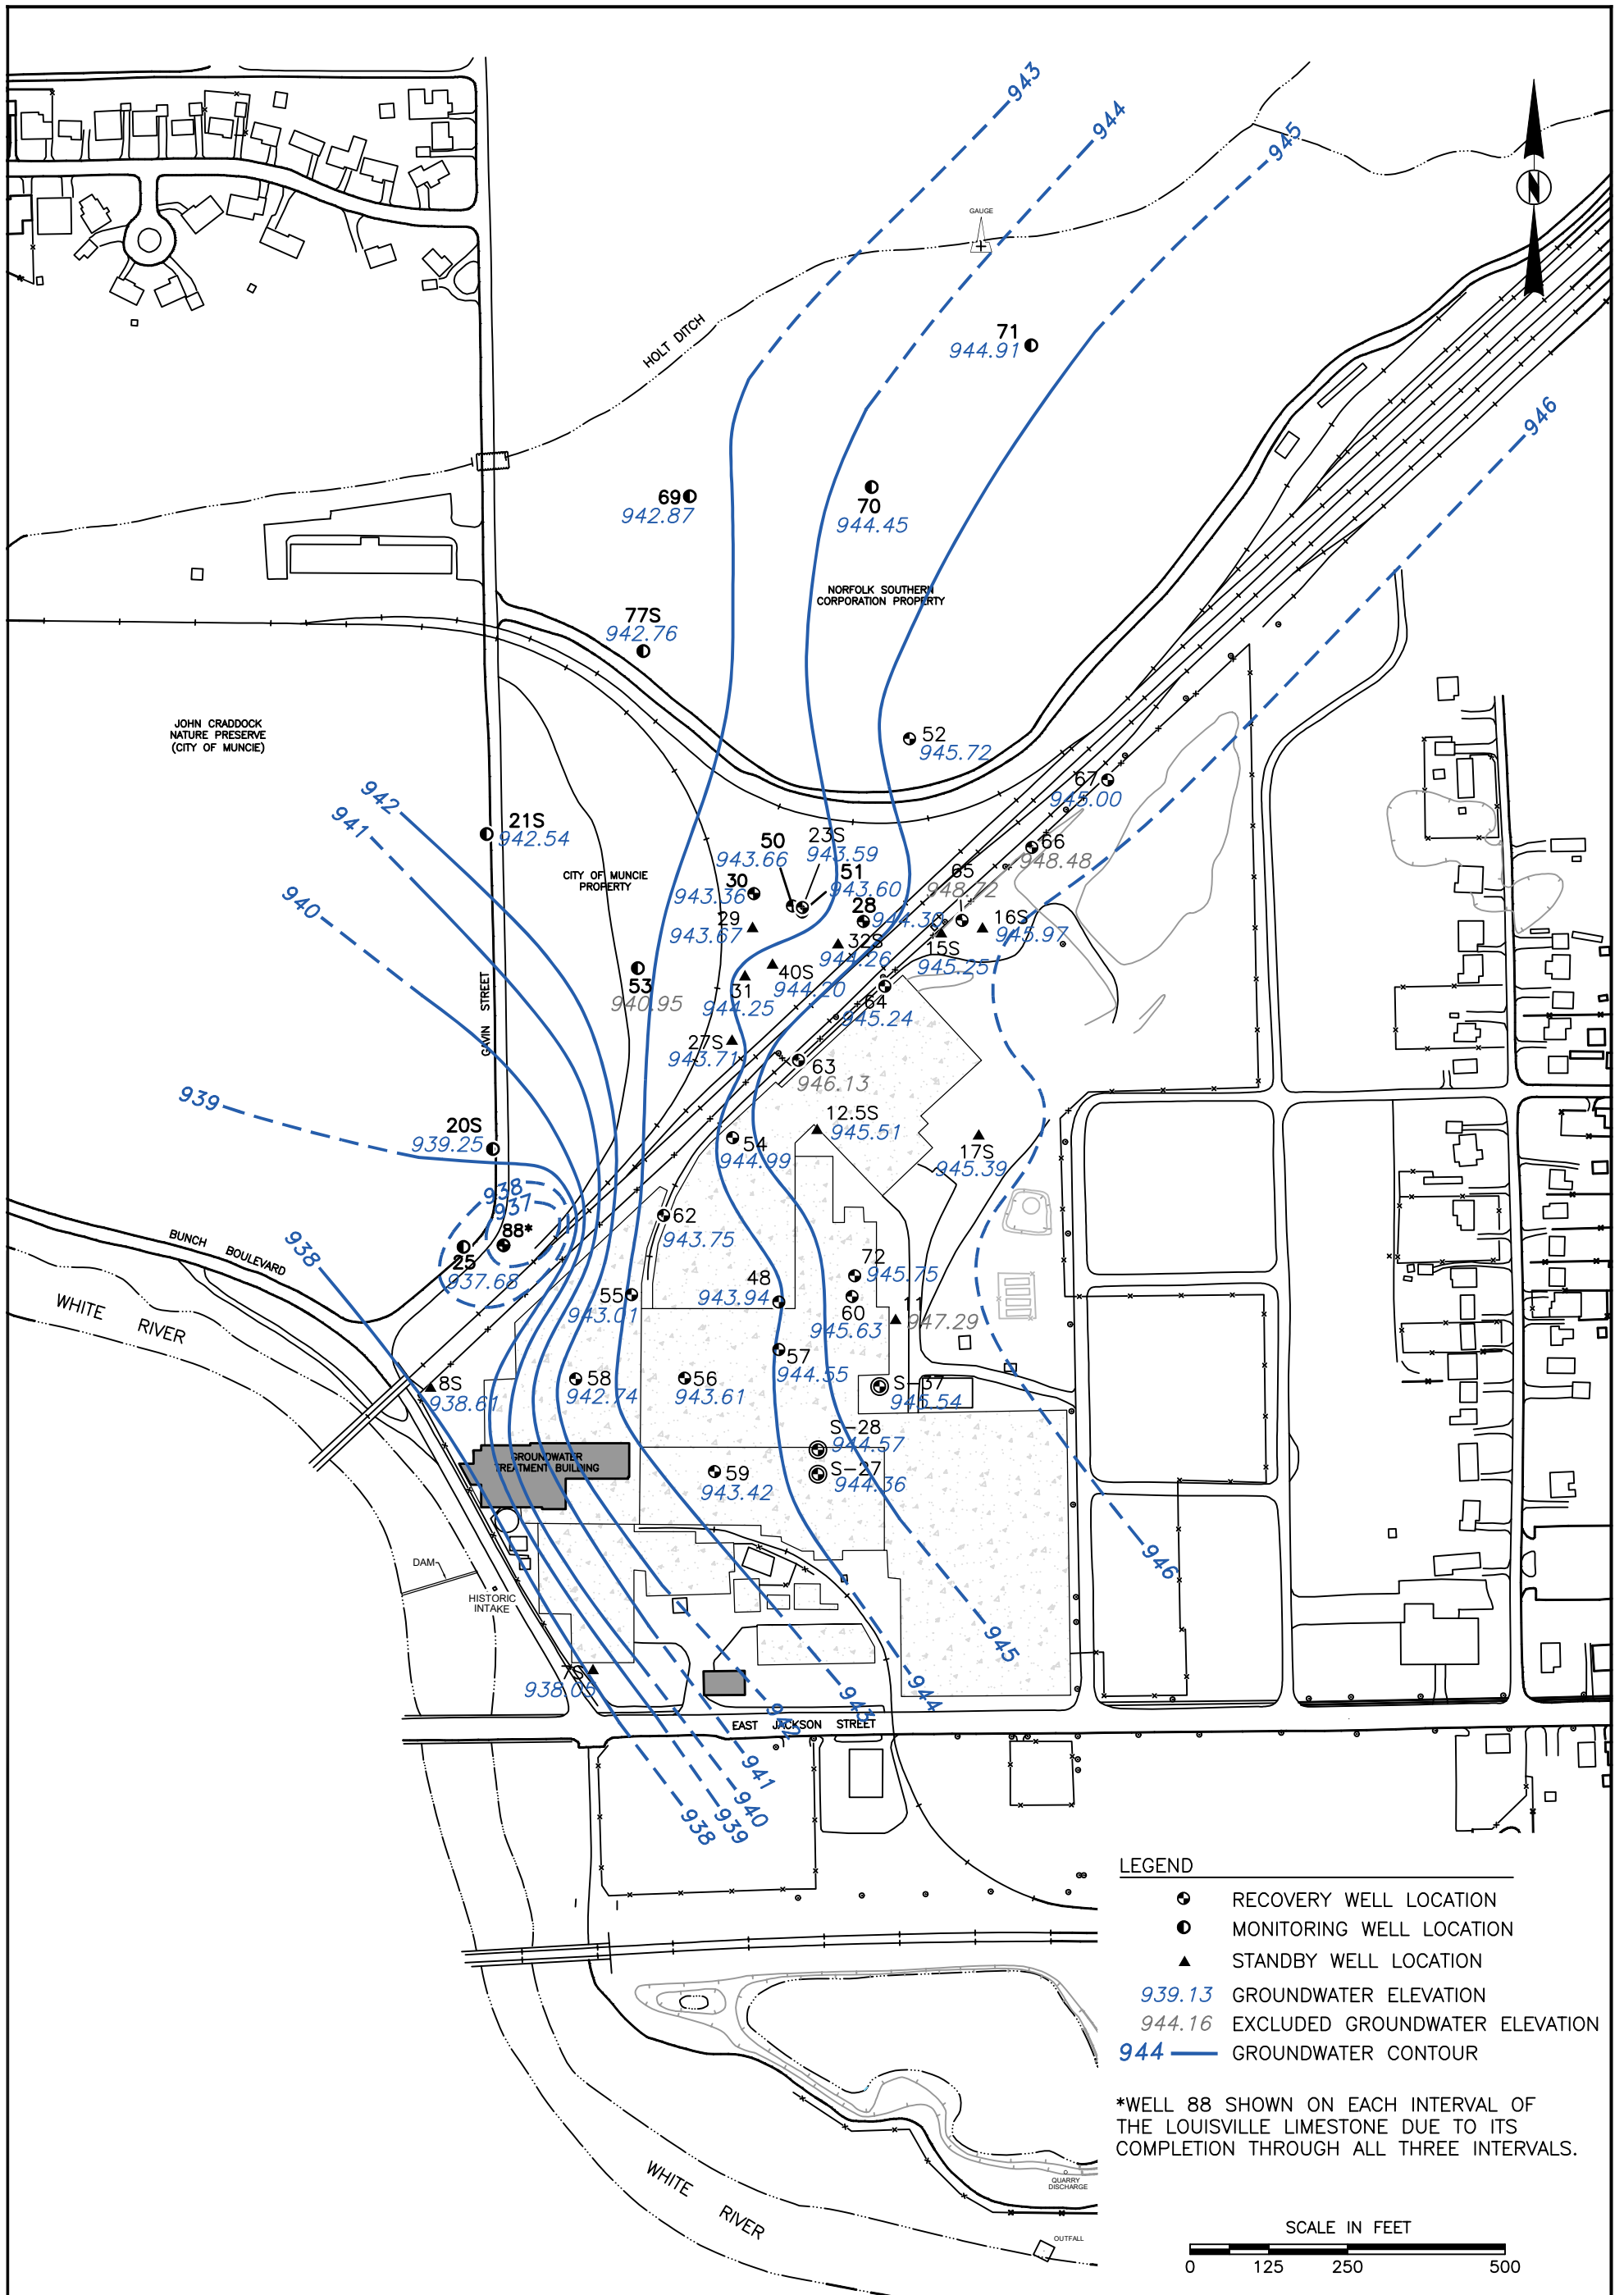 943
944
945
GAUGE
HOLT DITCH
71
944.91
946
69
942.87
70
944.45
NORFOLK SOUTHERN
CORPORATION PROPERTY
77S
942.76
JOHN CRADDOCK
NATURE PRESERVE
(CITY OF MUNCIE)
52
945.72
67
945.00
942
941
21S
942.54
50
943.66
23S
943.59
51
943.60
66
948.48
65
948.72
CITY OF MUNCIE
PROPERTY
30
943.36
940
28
944.30
29
943.67
16S
945.97
32S
944.26
15S
945.25
53
940.95
31
944.25
40S
944.20
64
945.24
GAVIN STREET
27S
943.71
63
946.13
939
20S
939.25
12.5S
945.51
54
944.99
17S
945.39
938
937
88*
62
943.75
BUNCH BOULEVARD
938
25
937.68
72
945.75
48
943.94
WHITE RIVER
55
943.01
60
945.63
11
947.29
57
944.55
8S
938.61
58
942.74
56
943.61
S-37
945.54
S-28
944.57
GROUNDWATER
TREATMENT BUILDING
S-27
944.36
59
943.42
946
DAM
HISTORIC
INTAKE
945
7S
938.05
944
943
942
EAST JACKSON STREET
941
940
939
938
LEGEND
RECOVERY WELL LOCATION
MONITORING WELL LOCATION
STANDBY WELL LOCATION
939.13 GROUNDWATER ELEVATION
944.16 EXCLUDED GROUNDWATER ELEVATION
944 GROUNDWATER CONTOUR
*WELL 88 SHOWN ON EACH INTERVAL OF
THE LOUISVILLE LIMESTONE DUE TO ITS
COMPLETION THROUGH ALL THREE INTERVALS.
QUARRY
DISCHARGE
WHITE RIVER
OUTFALL
SCALE IN FEET
0 125 250 500